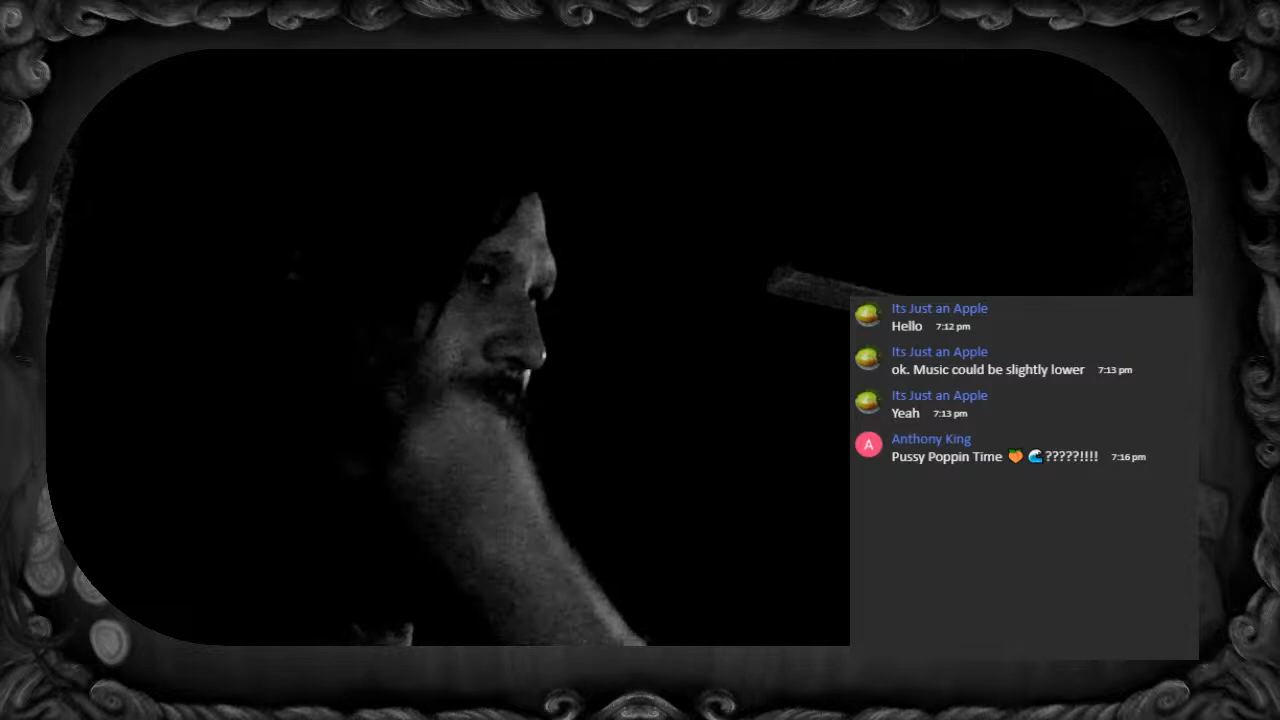 Its Just an Apple
Hello 7:12 pm
Its Just an Apple
ok. Music could be slightly lower 7:13 pm
Its Just an Apple
Yeah 7:13 pm
A
Anthony King
Pussy Poppin Time 🍑 🌊 ?????!!!! 7:16 pm